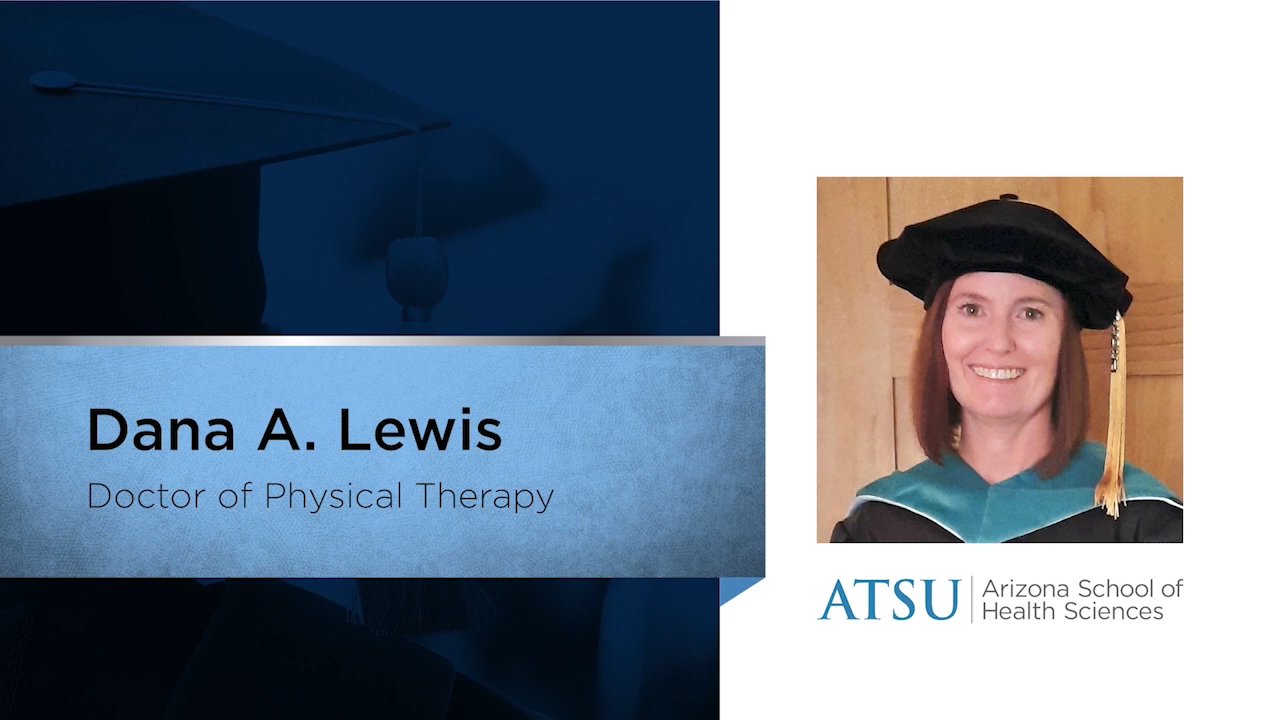 Dana A. Lewis
Doctor of Physical Therapy
ATSU
Arizona School of
Health Sciences